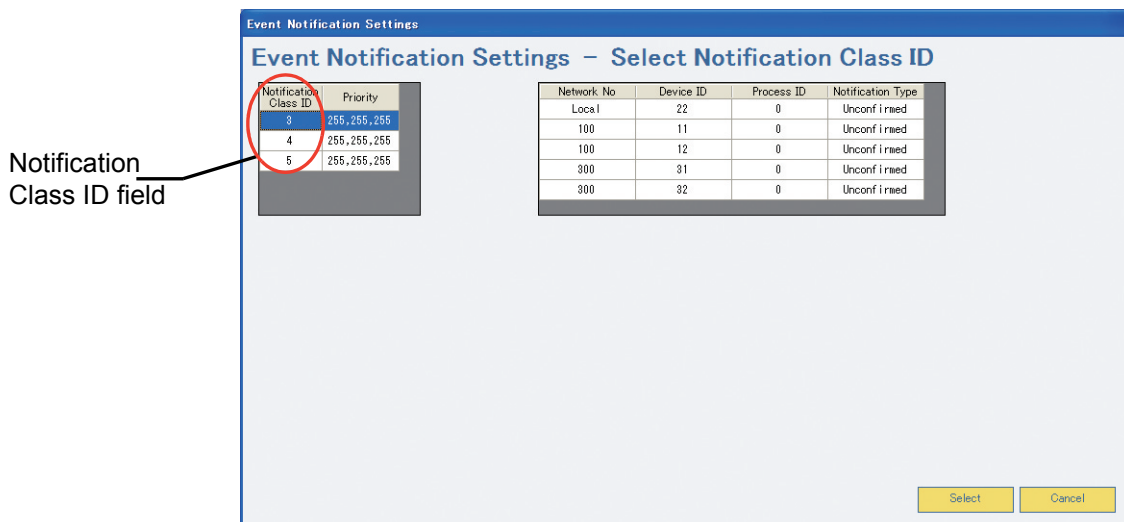 Event Notification Settings
Event Notification Settings － Select Notification Class ID
Notification Class ID Priority
3 255,255,255
4 255,255,255
5 255,255,255
Network No Device ID Process ID Notification Type
Local 22 0 Unconfirmed
100 11 0 Unconfirmed
100 12 0 Unconfirmed
300 31 0 Unconfirmed
300 32 0 Unconfirmed
Notification
Class ID field
Select Cancel